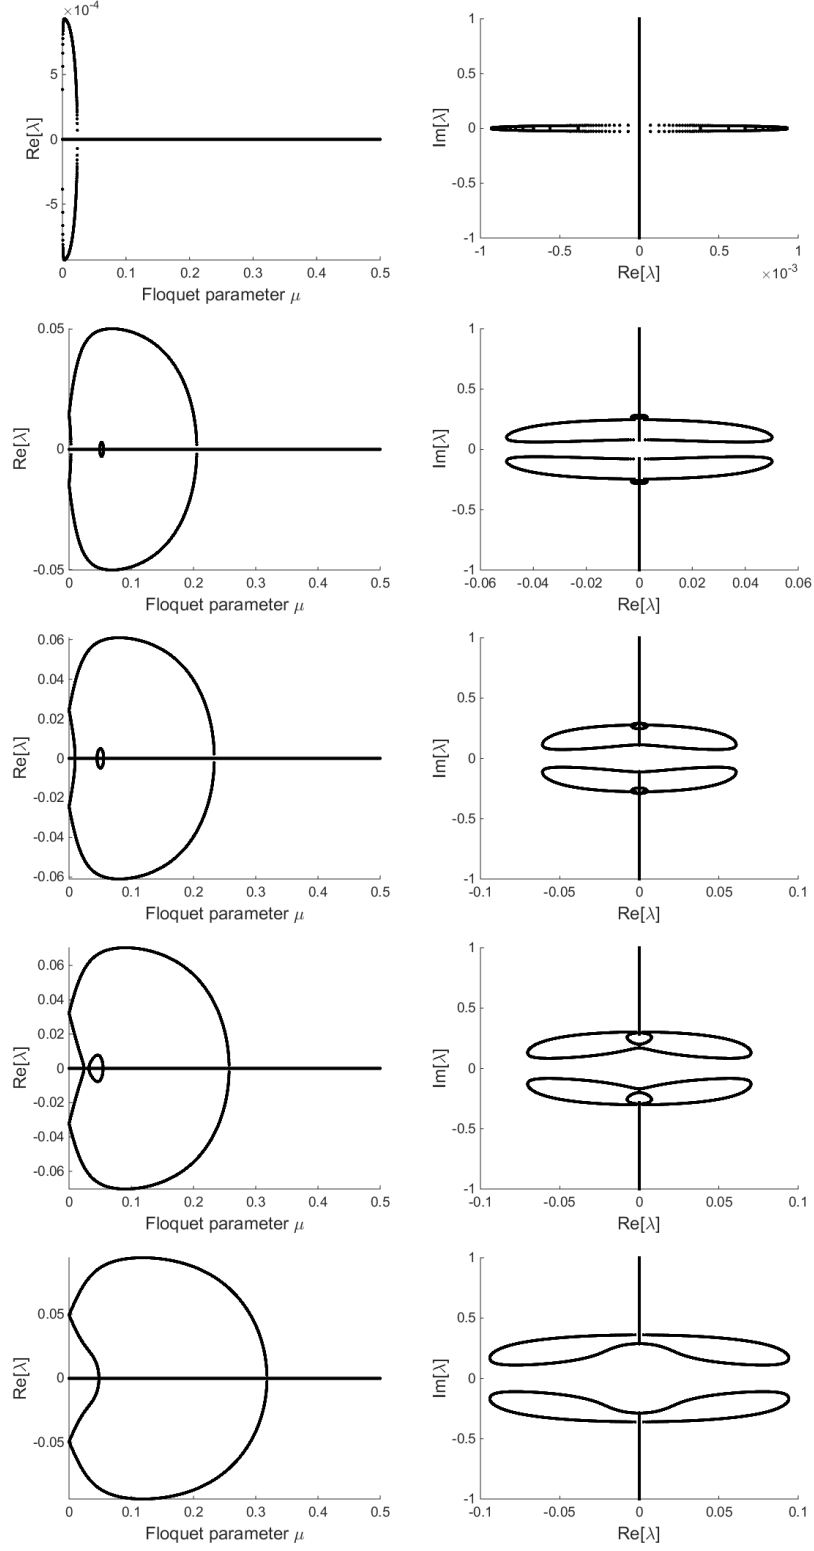 ×10⁻⁴
5
0
-5
Re[λ]
0 0.1 0.2 0.3 0.4 0.5
Floquet parameter μ
1
0.5
0
-0.5
-1
Im[λ]
-1 -0.5 0 0.5 1
Re[λ]
×10⁻³
0.05
0
-0.05
Re[λ]
0 0.1 0.2 0.3 0.4 0.5
Floquet parameter μ
1
0.5
0
-0.5
-1
Im[λ]
-0.06 -0.04 -0.02 0 0.02 0.04 0.06
Re[λ]
0.06
0.04
0.02
0
-0.02
-0.04
-0.06
Re[λ]
0 0.1 0.2 0.3 0.4 0.5
Floquet parameter μ
1
0.5
0
-0.5
-1
Im[λ]
-0.1 -0.05 0 0.05 0.1
Re[λ]
0.06
0.04
0.02
0
-0.02
-0.04
-0.06
Re[λ]
0 0.1 0.2 0.3 0.4 0.5
Floquet parameter μ
1
0.5
0
-0.5
-1
Im[λ]
-0.1 -0.05 0 0.05 0.1
Re[λ]
0.05
0
-0.05
Re[λ]
0 0.1 0.2 0.3 0.4 0.5
Floquet parameter μ
1
0.5
0
-0.5
-1
Im[λ]
-0.1 -0.05 0 0.05 0.1
Re[λ]